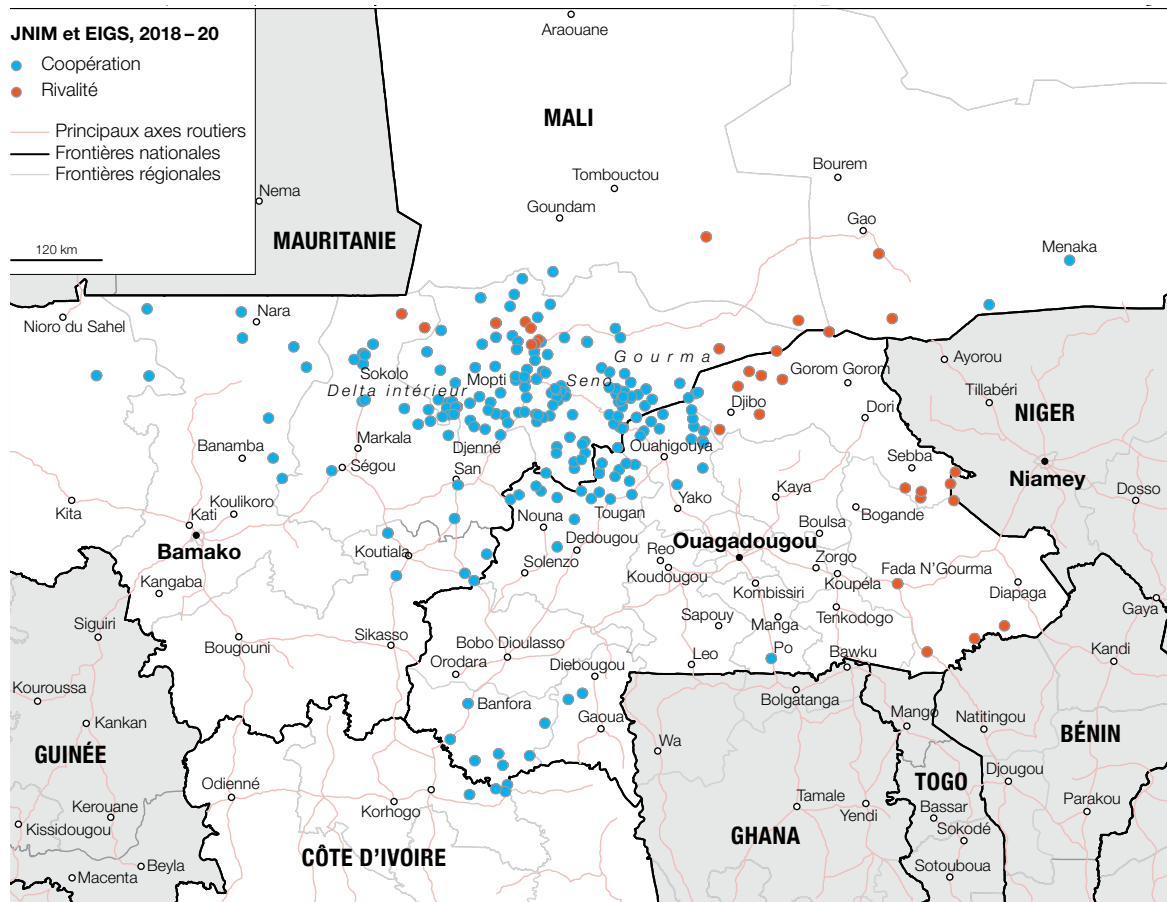 JNIM et EIGS, 2018 – 20
Coopération
Rivalité
Principaux axes routiers
Frontières nationales
Frontières régionales
120 km
Araouane
MALI
Bourem
Tombouctou
Nema
Goundam
Gao
MAURITANIE
Menaka
Nara
Nioro du Sahel
Gourma
Ayorou
Sokolo
Mopti
Seno
Gorom Gorom
Delta intérieur
Tillabéri
Djibo
Dori
NIGER
Markala
Djenné
Ouahigouya
Banamba
Ségou
San
Sebba
Niamey
Kaya
Dosso
Koulikoro
Yako
Kita
Kati
Nouna
Tougan
Boulsa
Bogande
Bamako
Dedougou
Ouagadougou
Koutiala
Reo
Zorgo
Solenzo
Koudougou
Koupéla
Fada N’Gourma
Kangaba
Kombissiri
Diapaga
Gaya
Siguiri
Sapouy
Manga
Tenkodogo
Bougouni
Sikasso
Bobo Dioulasso
Kandi
Orodara
Diebougou
Leo
Po
Bawku
Kouroussa
Bolgatanga
Banfora
Kankan
Gaoua
Mango
Natitingou
Wa
BÉNIN
GUINÉE
Djougou
Odienné
TOGO
Kerouane
Korhogo
Tamale
Bassar
Parakou
Yendi
Kissidougou
Sokodé
GHANA
CÔTE D’IVOIRE
Beyla
Sotouboua
Macenta